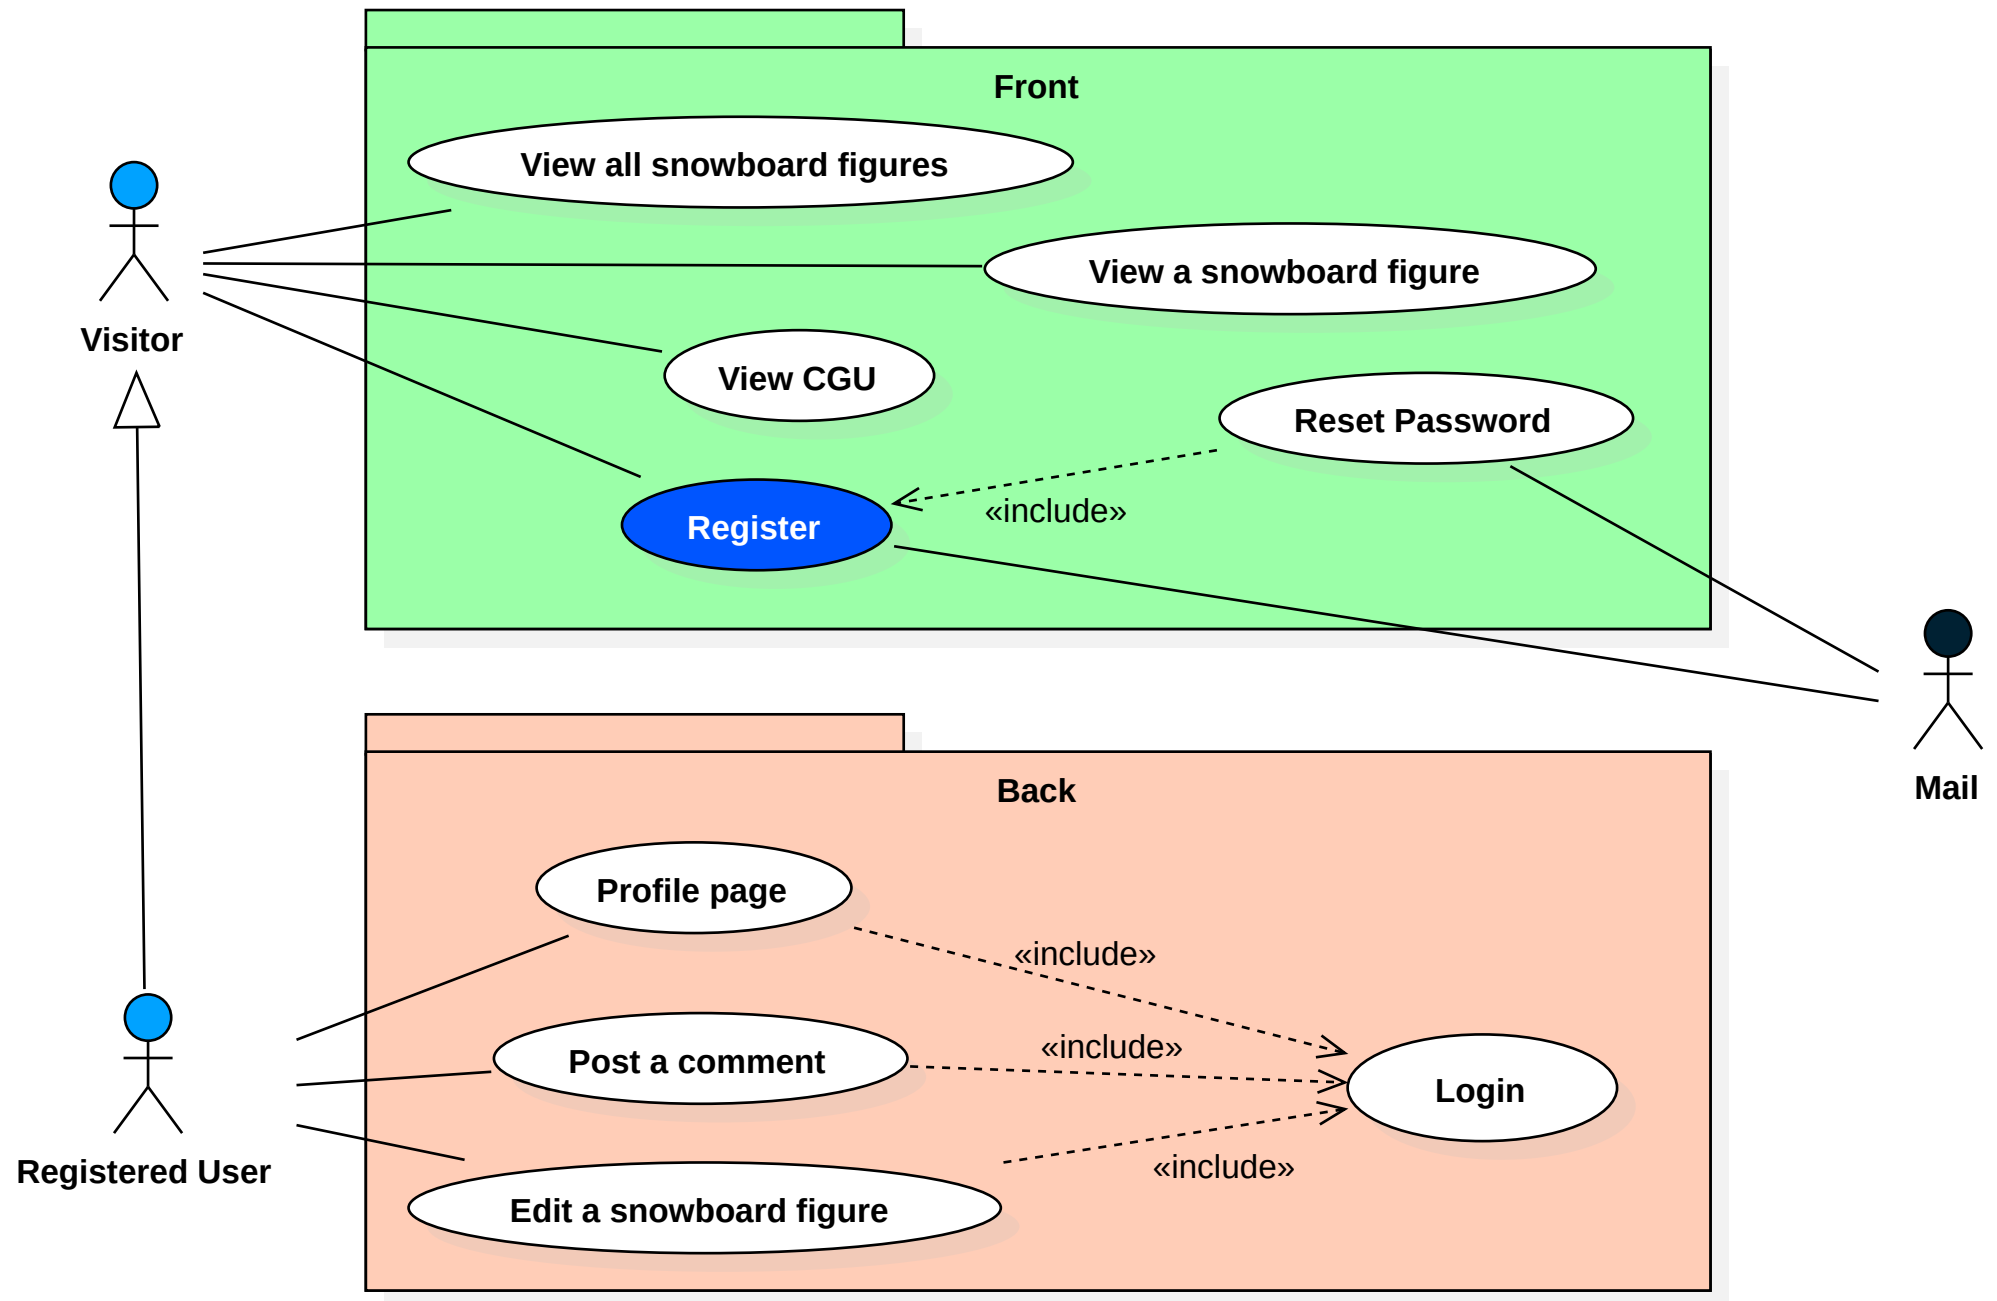 Front
View all snowboard figures
View a snowboard figure
Visitor
View CGU
Reset Password
«include»
Register
Mail
Back
Profile page
«include»
«include»
Post a comment
Login
«include»
Registered User
Edit a snowboard figure